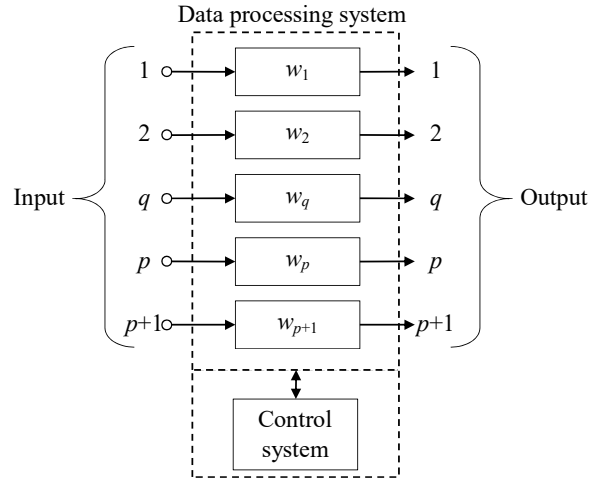 Data processing system
1 w1 1
2 w2 2
Input q wq q Output
p wp p
p+1 wp+1 p+1
Control
system